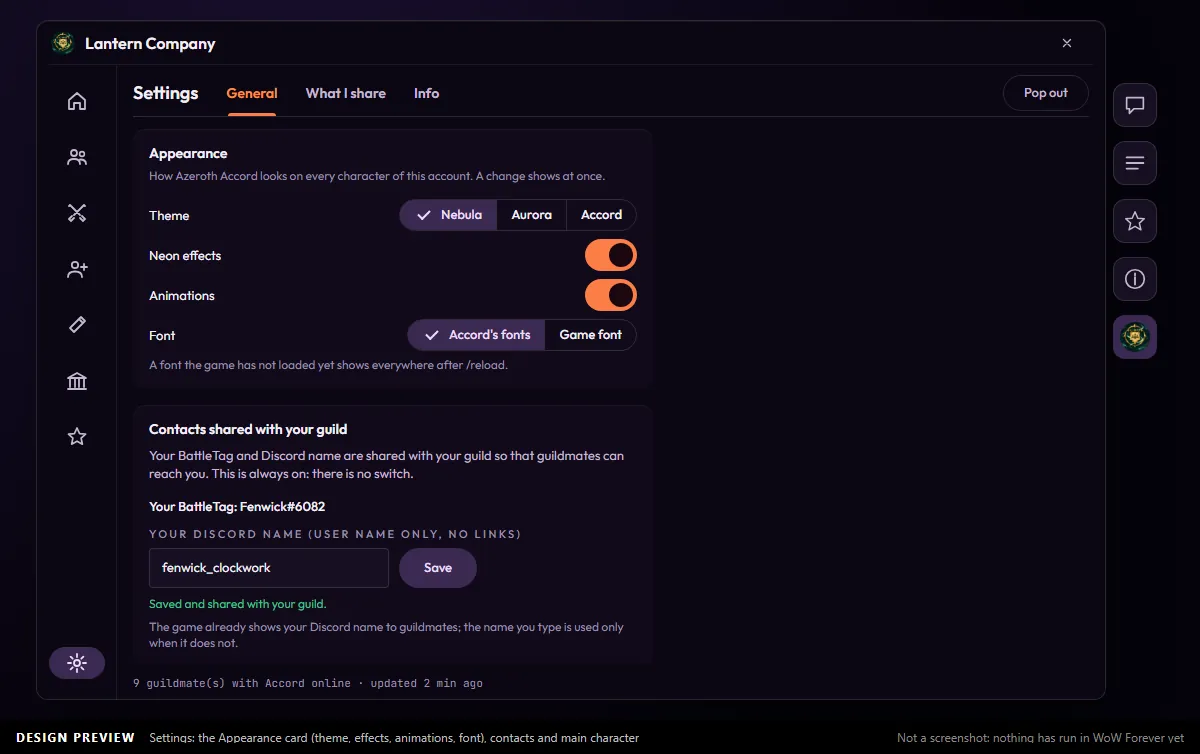 Lantern Company
Settings
General
What I share
Info
Pop out
Appearance
How Azeroth Accord looks on every character of this account. A change shows at once.
Theme
Nebula
Aurora
Accord
Neon effects
Animations
Font
Accord's fonts
Game font
A font the game has not loaded yet shows everywhere after /reload.
Contacts shared with your guild
Your BattleTag and Discord name are shared with your guild so that guildmates can
reach you. This is always on: there is no switch.
Your BattleTag: Fenwick#6082
YOUR DISCORD NAME (USER NAME ONLY, NO LINKS)
fenwick_clockwork
Save
Saved and shared with your guild.
The game already shows your Discord name to guildmates; the name you type is used only
when it does not.
9 guildmate(s) with Accord online · updated 2 min ago
DESIGN PREVIEW
Settings: the Appearance card (theme, effects, animations, font), contacts and main character
Not a screenshot: nothing has run in WoW Forever yet